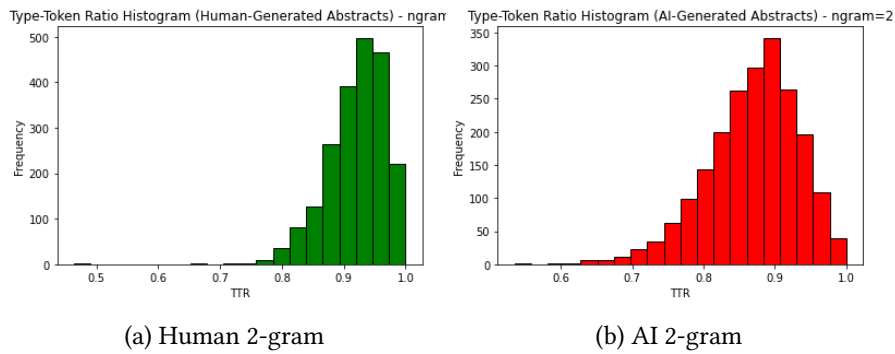 Type-Token Ratio Histogram (Human-Generated Abstracts) - ngram
500
400
300
200
100
0
Frequency
0.5 0.6 0.7 0.8 0.9 1.0
TTR
(a) Human 2-gram
Type-Token Ratio Histogram (AI-Generated Abstracts) - ngram=2
350
300
250
200
150
100
50
0
Frequency
0.6 0.7 0.8 0.9 1.0
TTR
(b) AI 2-gram